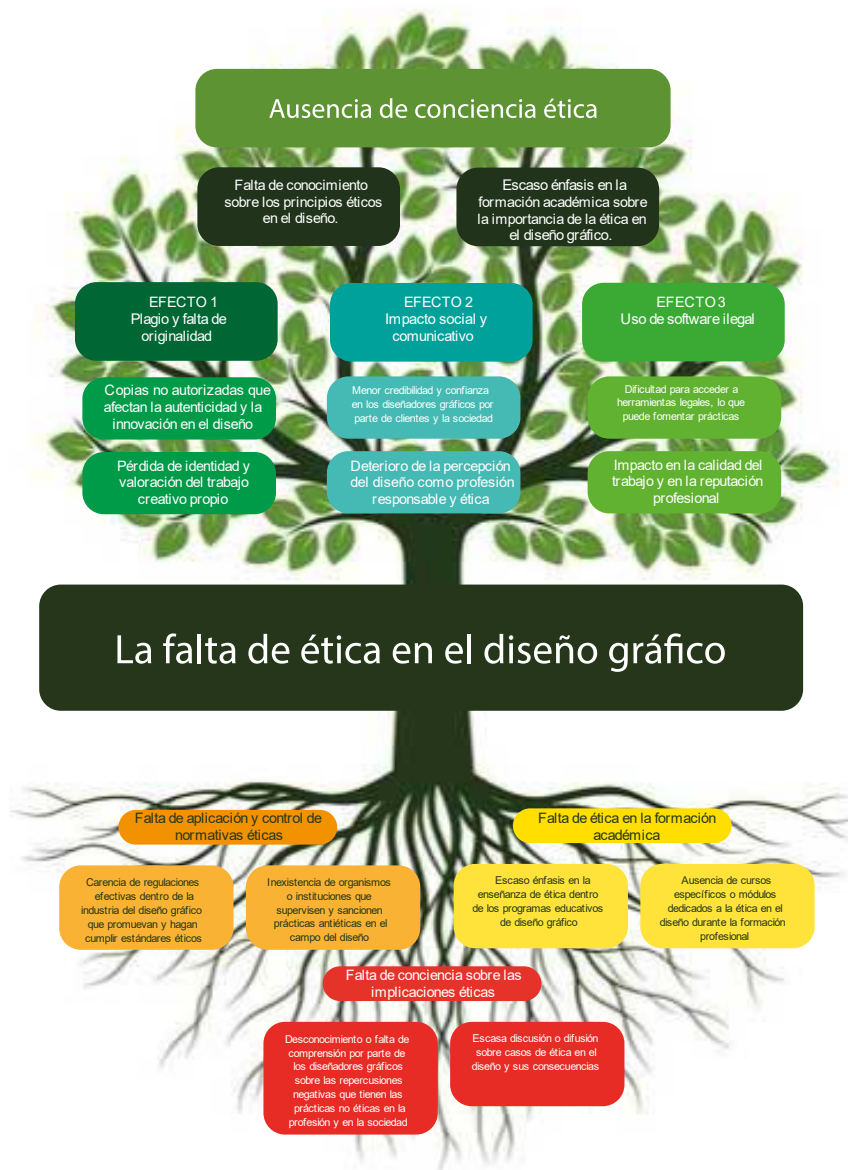 Ausencia de conciencia ética
Falta de conocimiento
sobre los principios éticos
en el diseño.
Escaso énfasis en la
formación académica sobre
la importancia de la ética en
el diseño gráfico.
EFECTO 1
Plagio y falta de
originalidad
EFECTO 2
Impacto social y
comunicativo
EFECTO 3
Uso de software ilegal
Copias no autorizadas que
afectan la autenticidad y la
innovación en el diseño
Menor credibilidad y confianza
en los diseñadores gráficos por
parte de clientes y la sociedad
Dificultad para acceder a
herramientas legales, lo que
puede fomentar prácticas
Pérdida de identidad y
valoración del trabajo
creativo propio
Deterioro de la percepción
del diseño como profesión
responsable y ética
Impacto en la calidad del
trabajo y en la reputación
profesional
La falta de ética en el diseño gráfico
Falta de aplicación y control de
normativas éticas
Falta de ética en la formación
académica
Carencia de regulaciones
efectivas dentro de la
industria del diseño gráfico
que promuevan y hagan
cumplir estándares éticos
Inexistencia de organismos
o instituciones que
supervisen y sancionen
prácticas antiéticas en el
campo del diseño
Escaso énfasis en la
enseñanza de ética dentro
de los programas educativos
de diseño gráfico
Ausencia de cursos
específicos o módulos
dedicados a la ética en el
diseño durante la formación
profesional
Falta de conciencia sobre las
implicaciones éticas
Desconocimiento o falta de
comprensión por parte de
los diseñadores gráficos
sobre las repercusiones
negativas que tienen las
prácticas no éticas en la
profesión y en la sociedad
Escasa discusión o difusión
sobre casos de ética en el
diseño y sus consecuencias